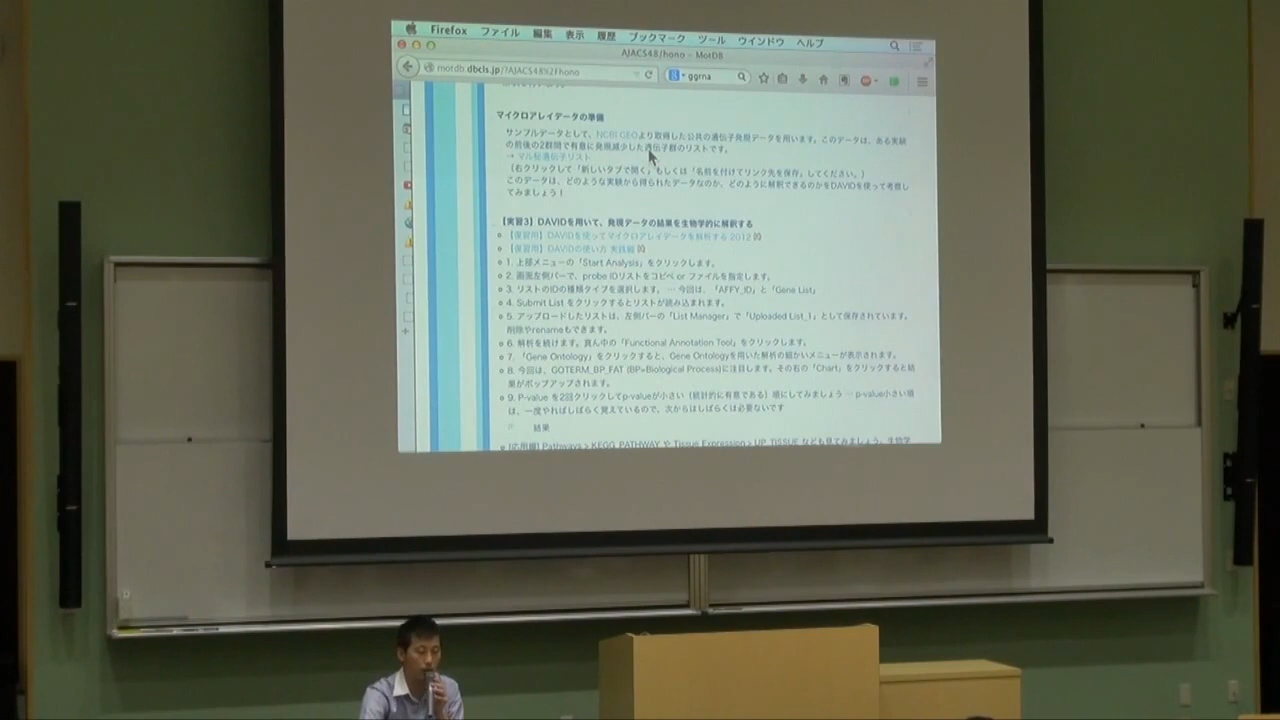 Firefox ファイル 編集 表示 履歴 ブックマーク ツール ウインドウ ヘルプ
AJACS48/hono – MotDB
motdb.dbcls.jp/?AJACS48%2Fhono
ggrna
マイクロアレイデータの準備
サンプルデータとして、NCBI GEOより取得した公共の遺伝子発現データを用います。このデータは、ある実験
の前後の2群間で有意に発現減少した遺伝子群のリストです。
→ マル秘遺伝子リスト
（右クリックして「新しいタブで開く」もしくは「名前を付けてリンク先を保存」してください。）
このデータは、どのような実験から得られたデータなのか、どのように解釈できるのかをDAVIDを使って考察し
てみましょう！
【実習3】DAVIDを用いて、発現データの結果を生物学的に解釈する
【復習用】DAVIDを使ってマイクロアレイデータを解析する 2012
【復習用】DAVIDの使い方 実践編
1. 上部メニューの「Start Analysis」をクリックします。
2. 画面左側バーで、probe IDリストをコピペ or ファイルを指定します。
3. リストのIDの種類タイプを選択します。 … 今回は、「AFFY_ID」と「Gene List」
4. Submit List をクリックするとリストが読み込まれます。
5. アップロードしたリストは、左側バーの「List Manager」で「Uploaded List_1」として保存されています。
削除やrenameもできます。
6. 解析を続けます。真ん中の「Functional Annotation Tool」をクリックします。
7. 「Gene Ontology」をクリックすると、Gene Ontologyを用いた解析の細かいメニューが表示されます。
8. 今回は、GOTERM_BP_FAT (BP=Biological Process)に注目します。その右の「Chart」をクリックすると結
果がポップアップされます。
9. P-value を2回クリックしてp-valueが小さい（統計的に有意である）順にしてみましょう … p-value小さい順
は、一度やればしばらく覚えているので、次からはしばらくは必要ないです
結果
[応用編] Pathways > KEGG_PATHWAY や Tissue Expression > UP_TISSUE なども見てみましょう。生物学